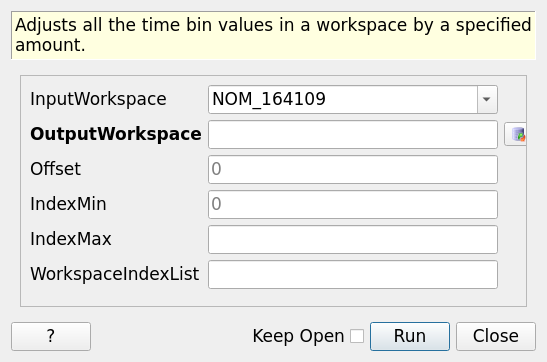 Adjusts all the time bin values in a workspace by a specified
amount.
InputWorkspace NOM_164109
OutputWorkspace
Offset 0
IndexMin 0
IndexMax
WorkspaceIndexList
? Keep Open Run Close